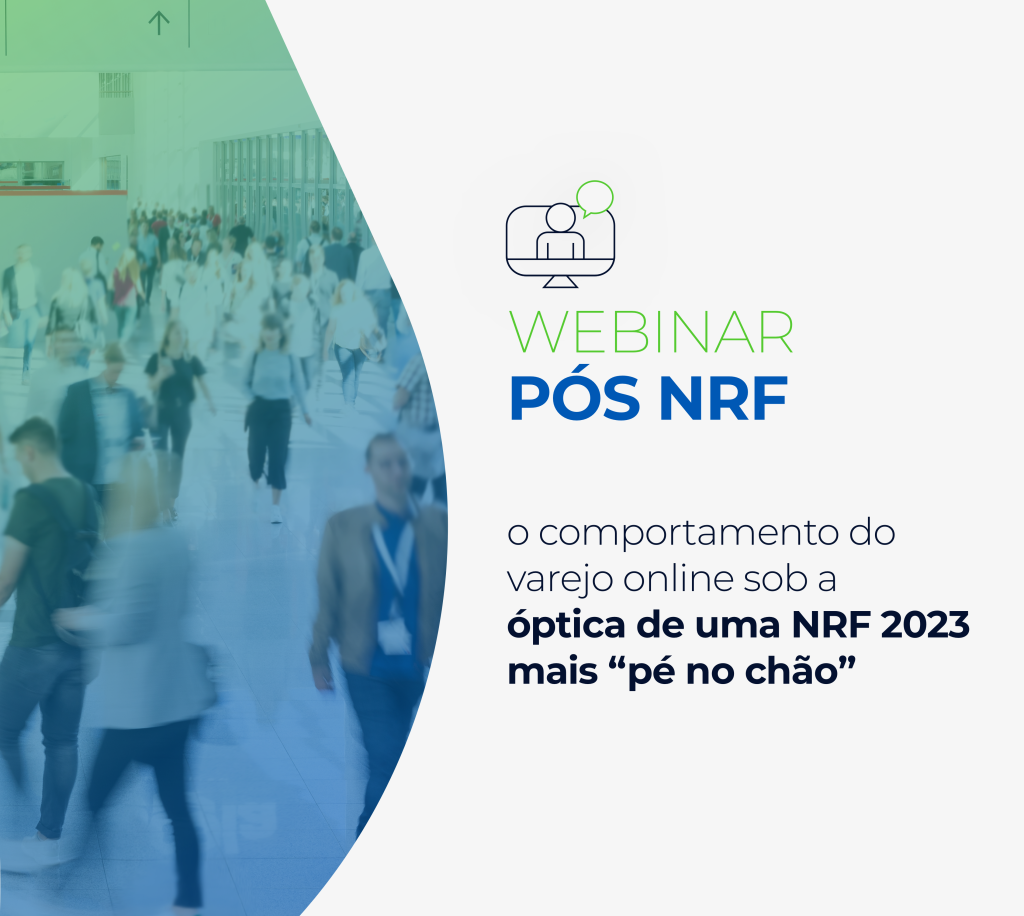 WEBINAR
PÓS NRF
o comportamento do
varejo online sob a
óptica de uma NRF 2023
mais “pé no chão”